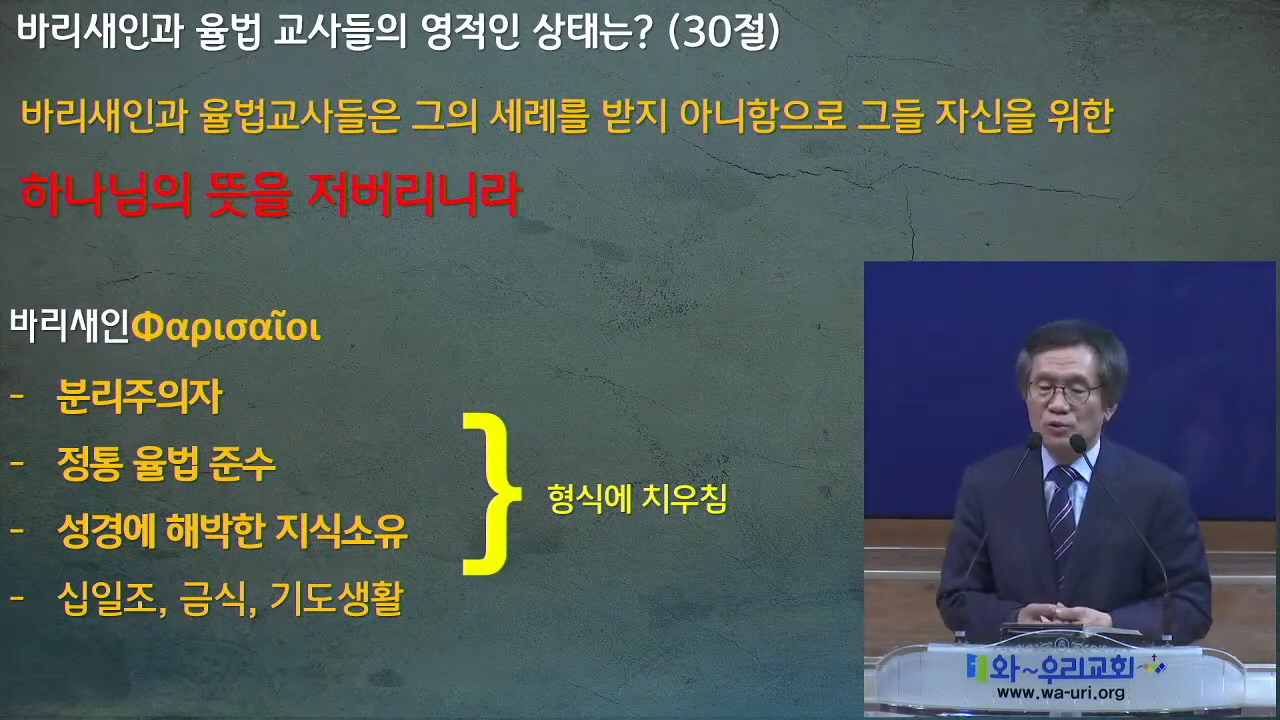 바리새인과 율법 교사들의 영적인 상태는? (30절)
바리새인과 율법교사들은 그의 세례를 받지 아니함으로 그들 자신을 위한
하나님의 뜻을 저버리니라
바리새인Φαρισαῖοι
- 분리주의자
- 정통 율법 준수
- 성경에 해박한 지식소유
- 십일조, 금식, 기도생활
} 형식에 치우침
와~우리교회
www.wa-uri.org